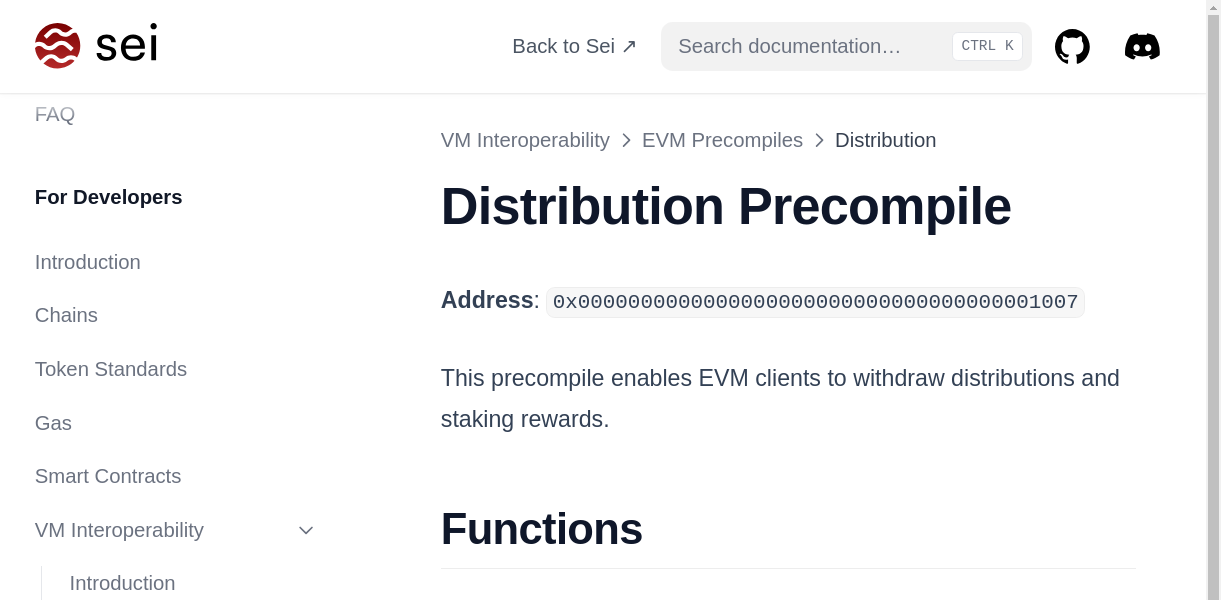 sei
Back to Sei ↗
Search documentation…
CTRL K
FAQ
For Developers
Introduction
Chains
Token Standards
Gas
Smart Contracts
VM Interoperability
Introduction
VM Interoperability > EVM Precompiles > Distribution
Distribution Precompile
Address: 0x0000000000000000000000000000000000001007
This precompile enables EVM clients to withdraw distributions and
staking rewards.
Functions